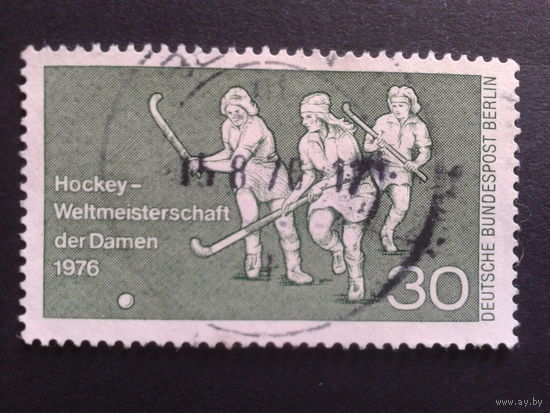 Hockey-
Weltmeisterschaft
der Damen
1976
30
DEUTSCHE BUNDESPOST BERLIN
www.ay.by